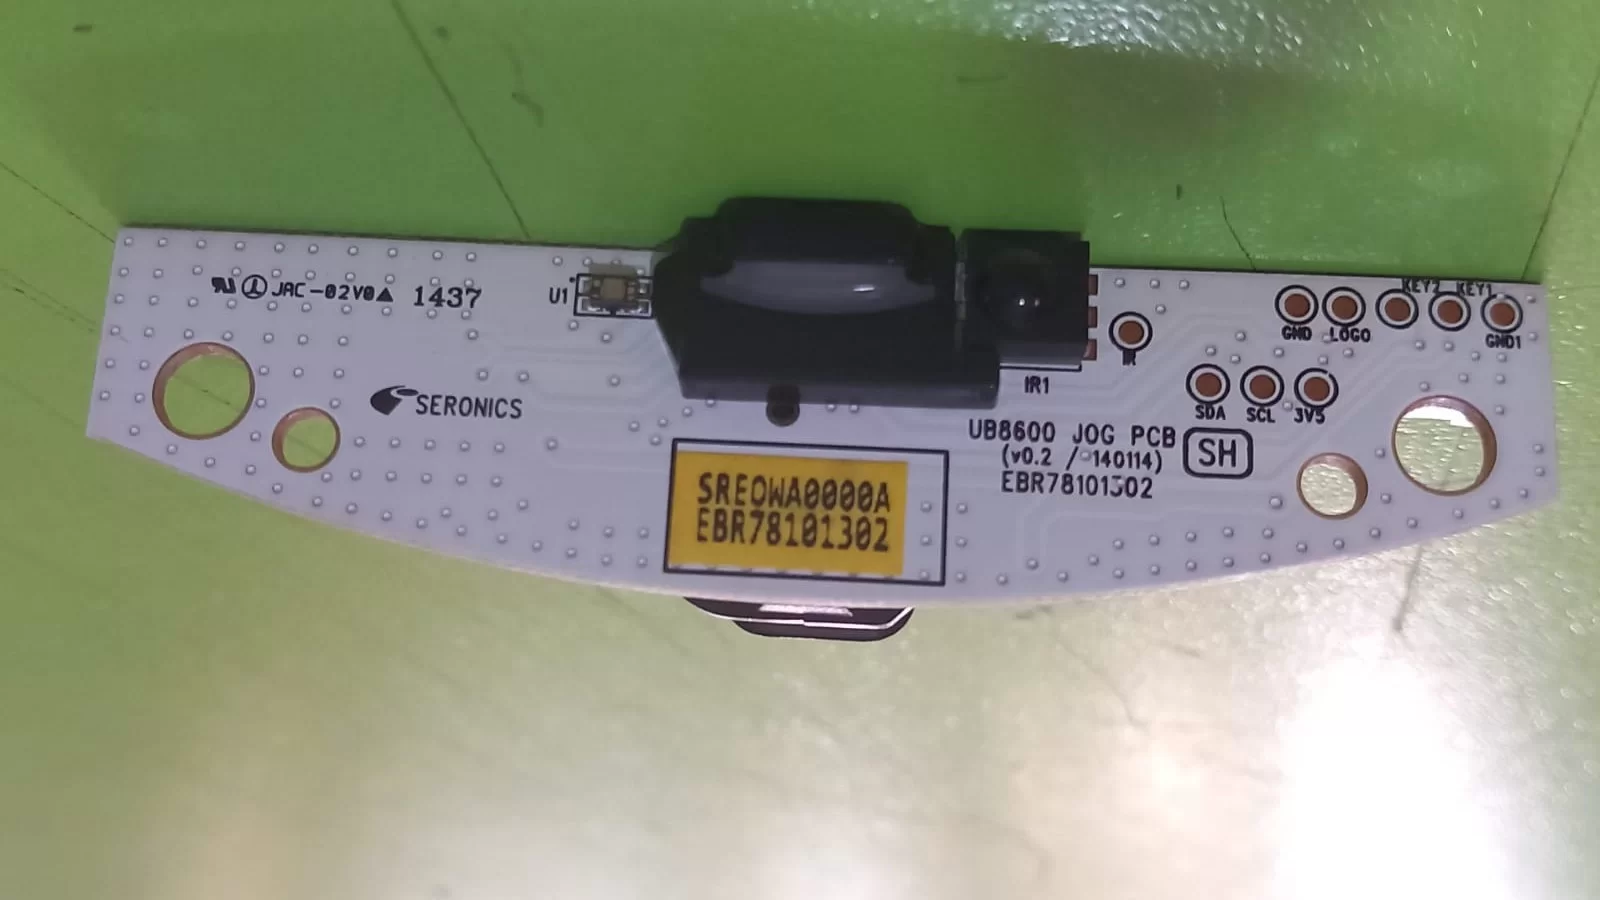 JAC-02V0 1437
U1
SERONICS
IR1
IR
GND LOGO KEY2 KEY1 GND1
SDA SCL 3V5
UB8600 JOG PCB
(v0.2 / 140114)
EBR78101302
SH
SREOWA0000A
EBR78101302